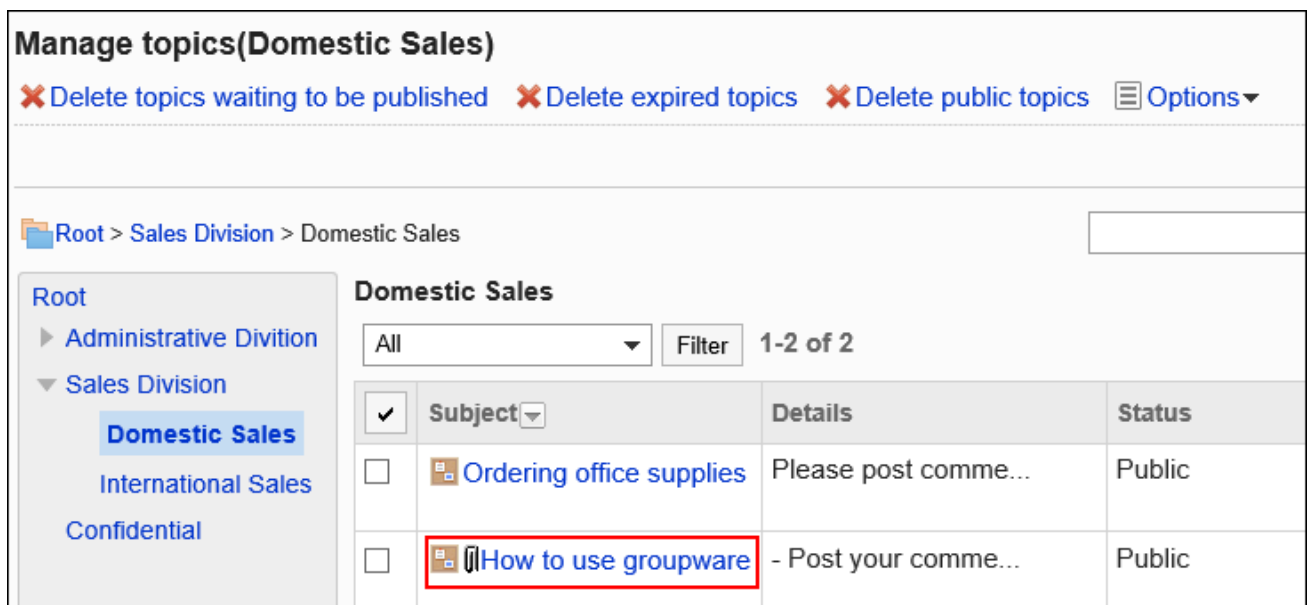 Manage topics(Domestic Sales)
Delete topics waiting to be published Delete expired topics Delete public topics Options
Root > Sales Division > Domestic Sales
Root
Administrative Divition
Sales Division
Domestic Sales
International Sales
Confidential
Domestic Sales
All Filter 1-2 of 2
Subject Details Status
Ordering office supplies Please post comme... Public
How to use groupware - Post your comme... Public